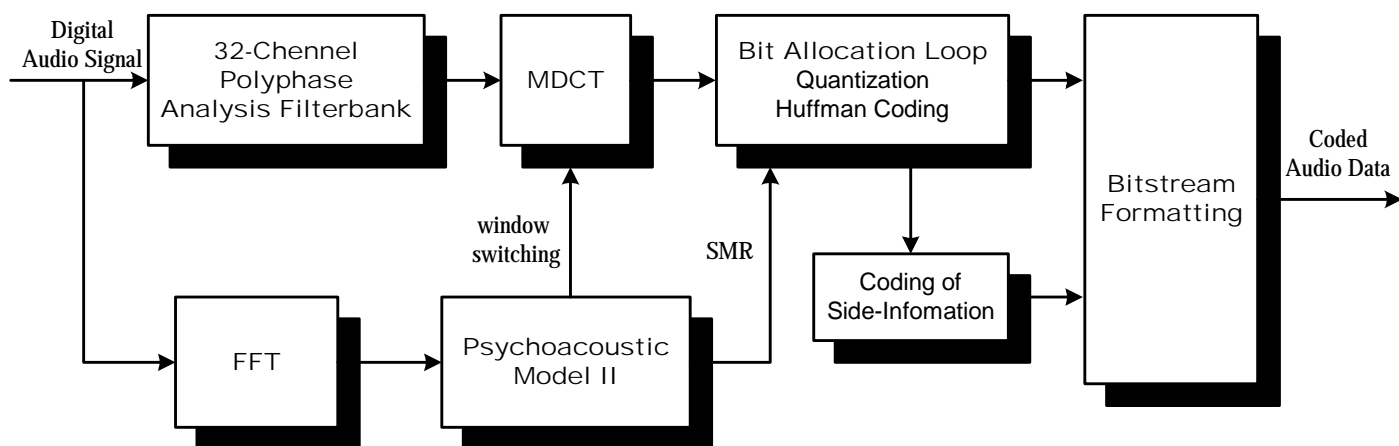 Digital
Audio Signal
32-Chennel
Polyphase
Analysis Filterbank
MDCT
Bit Allocation Loop
Quantization
Huffman Coding
Bitstream
Formatting
Coded
Audio Data
window
switching
SMR
Coding of
Side-Infomation
FFT
Psychoacoustic
Model II